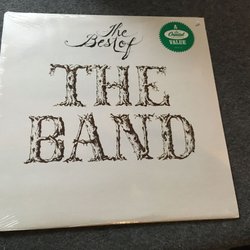 The
Best of
A
Capitol
VALUE
THE
BAND